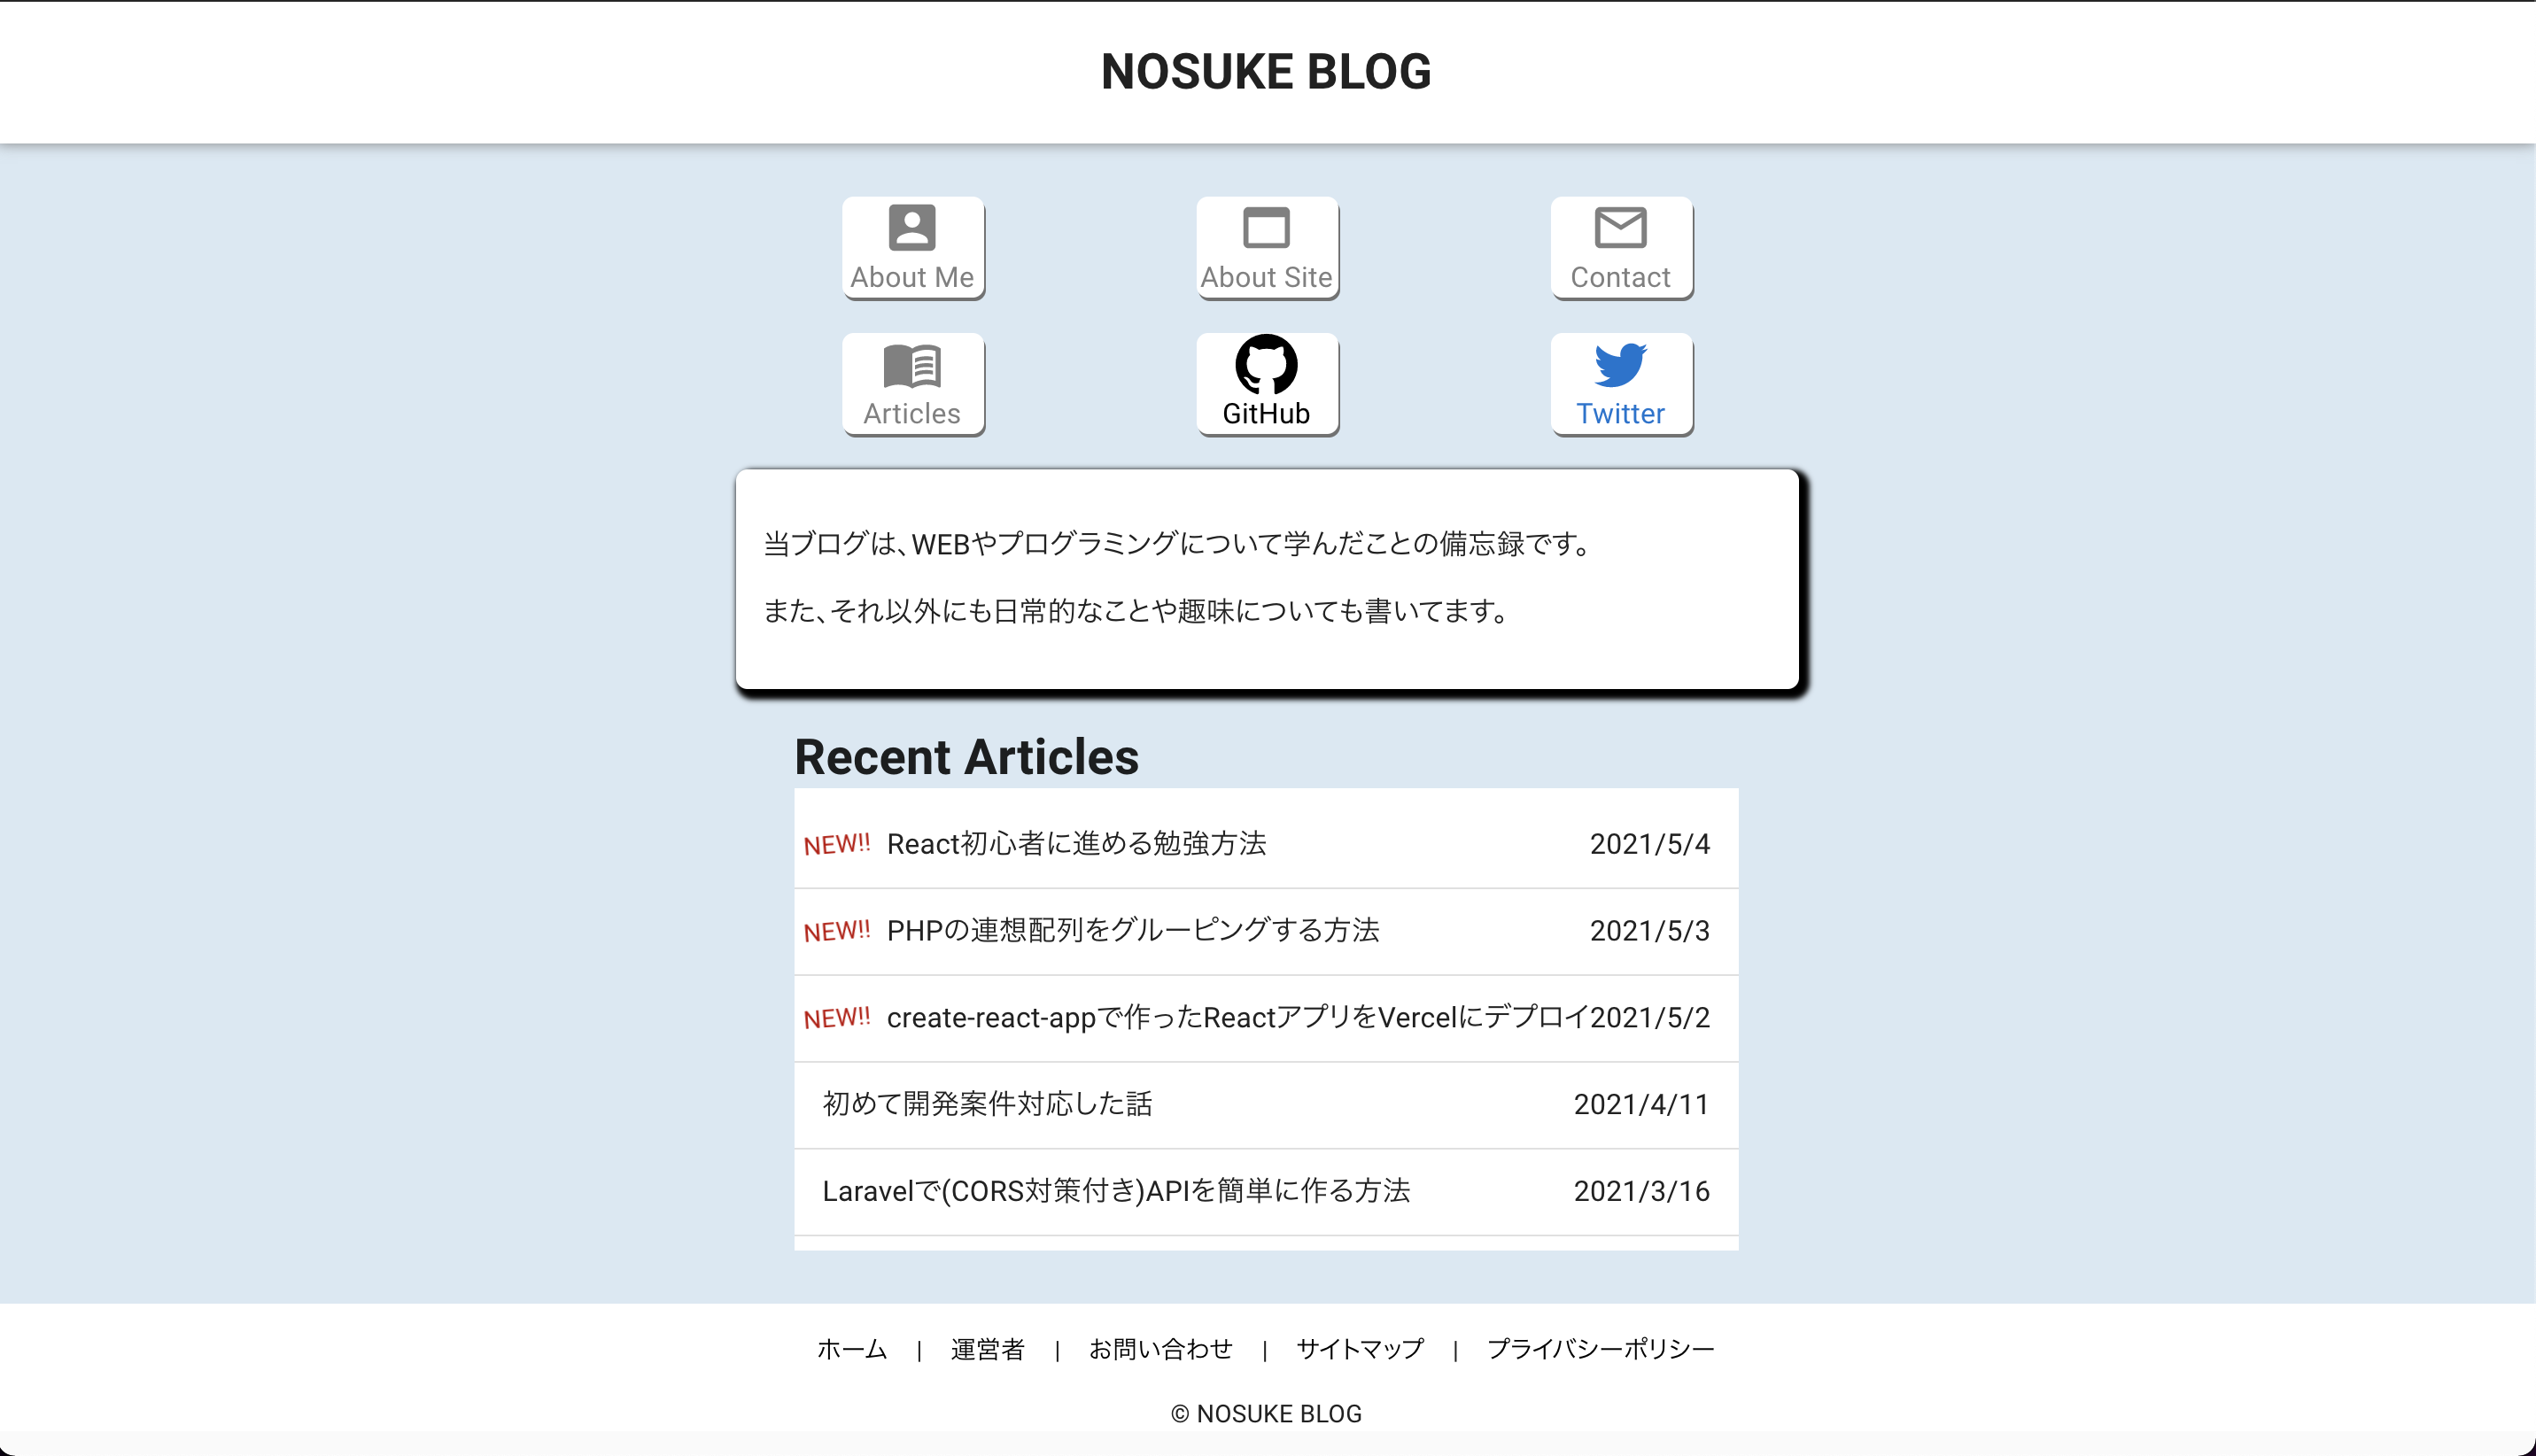 NOSUKE BLOG
About Me
About Site
Contact
Articles
GitHub
Twitter
当ブログは、WEBやプログラミングについて学んだことの備忘録です。
また、それ以外にも日常的なことや趣味についても書いてます。
Recent Articles
NEW!! React初心者に進める勉強方法 2021/5/4
NEW!! PHPの連想配列をグルーピングする方法 2021/5/3
NEW!! create-react-appで作ったReactアプリをVercelにデプロイ2021/5/2
初めて開発案件対応した話 2021/4/11
Laravelで(CORS対策付き)APIを簡単に作る方法 2021/3/16
ホーム | 運営者 | お問い合わせ | サイトマップ | プライバシーポリシー
© NOSUKE BLOG